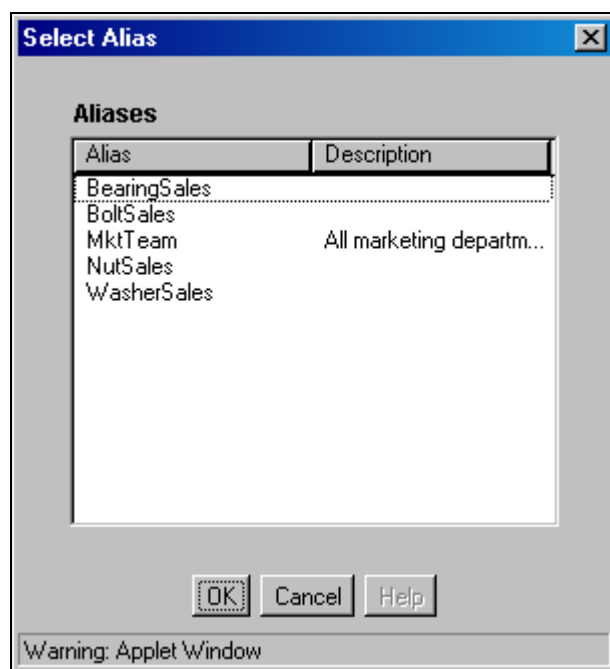 Select Alias
Aliases
Alias Description
BearingSales
BoltSales
MktTeam All marketing departm...
NutSales
WasherSales
OK Cancel Help
Warning: Applet Window